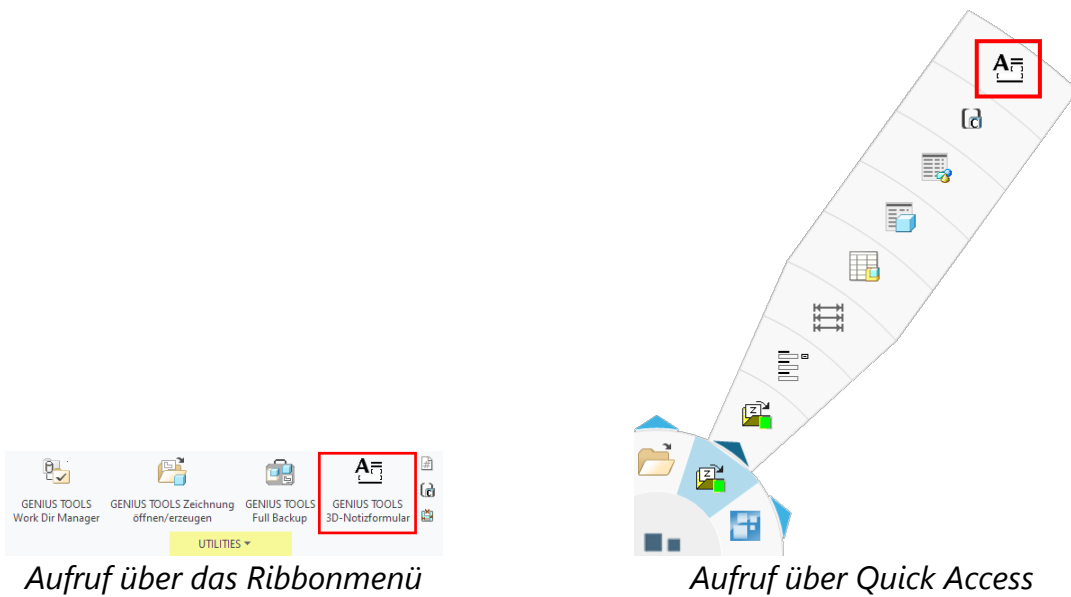 GENIUS TOOLS
Work Dir Manager
GENIUS TOOLS Zeichnung
öffnen/erzeugen
GENIUS TOOLS
Full Backup
GENIUS TOOLS
3D-Notizformular
UTILITIES
Aufruf über das Ribbonmenü
Aufruf über Quick Access